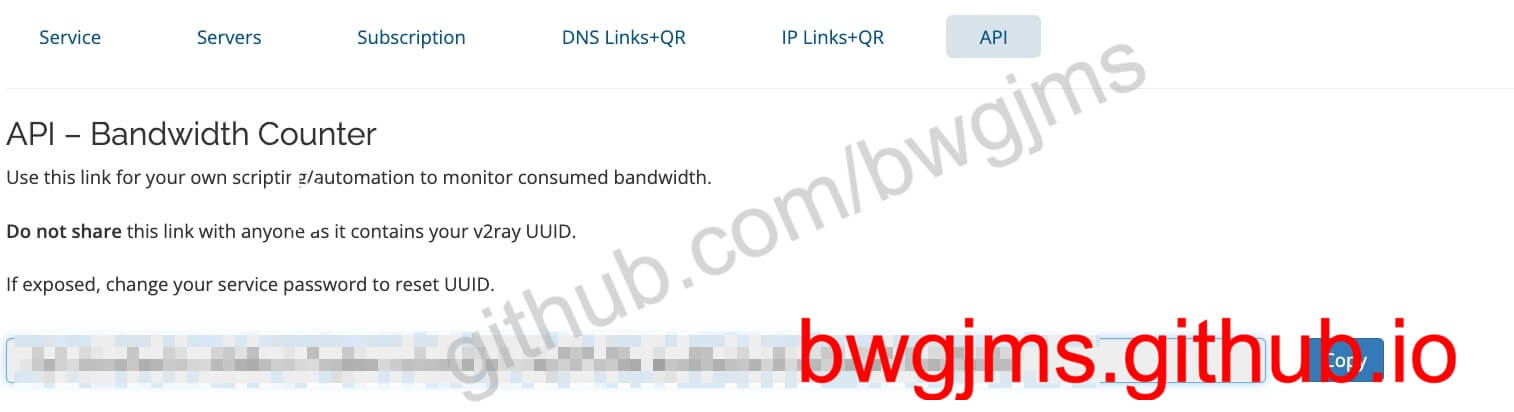 Service Servers Subscription DNS Links+QR IP Links+QR API
API – Bandwidth Counter
Use this link for your own scripting/automation to monitor consumed bandwidth.
Do not share this link with anyone as it contains your v2ray UUID.
If exposed, change your service password to reset UUID.
Copy
github.com/bwgjms
bwgjms.github.io